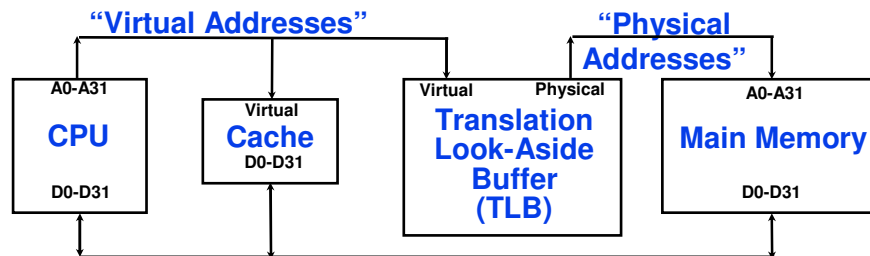 “Virtual Addresses”
“Physical
Addresses”
A0-A31
CPU
D0-D31
Virtual
Cache
D0-D31
Virtual
Physical
Translation
Look-Aside
Buffer
(TLB)
A0-A31
Main Memory
D0-D31